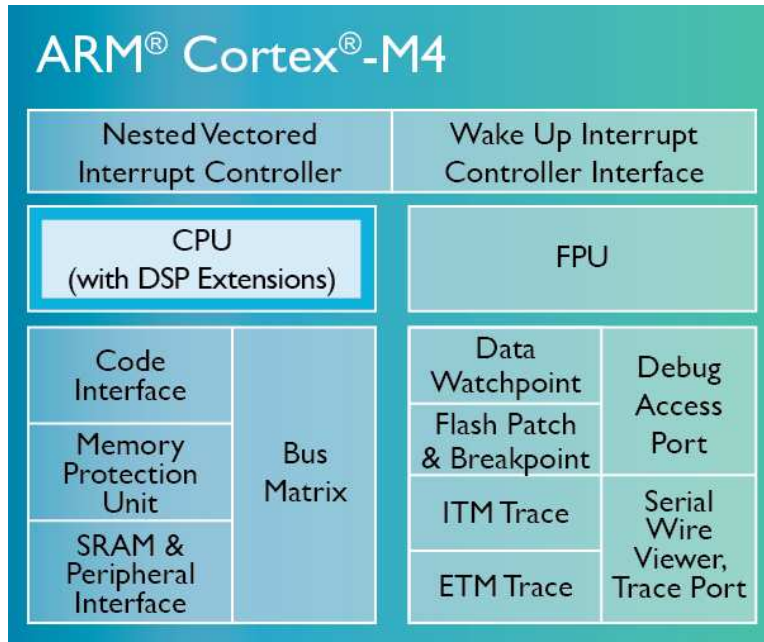 ARM® Cortex®-M4
Nested Vectored
Interrupt Controller
Wake Up Interrupt
Controller Interface
CPU
(with DSP Extensions)
FPU
Code
Interface
Memory
Protection
Unit
SRAM &
Peripheral
Interface
Bus
Matrix
Data
Watchpoint
Flash Patch
& Breakpoint
ITM Trace
ETM Trace
Debug
Access
Port
Serial
Wire
Viewer,
Trace Port